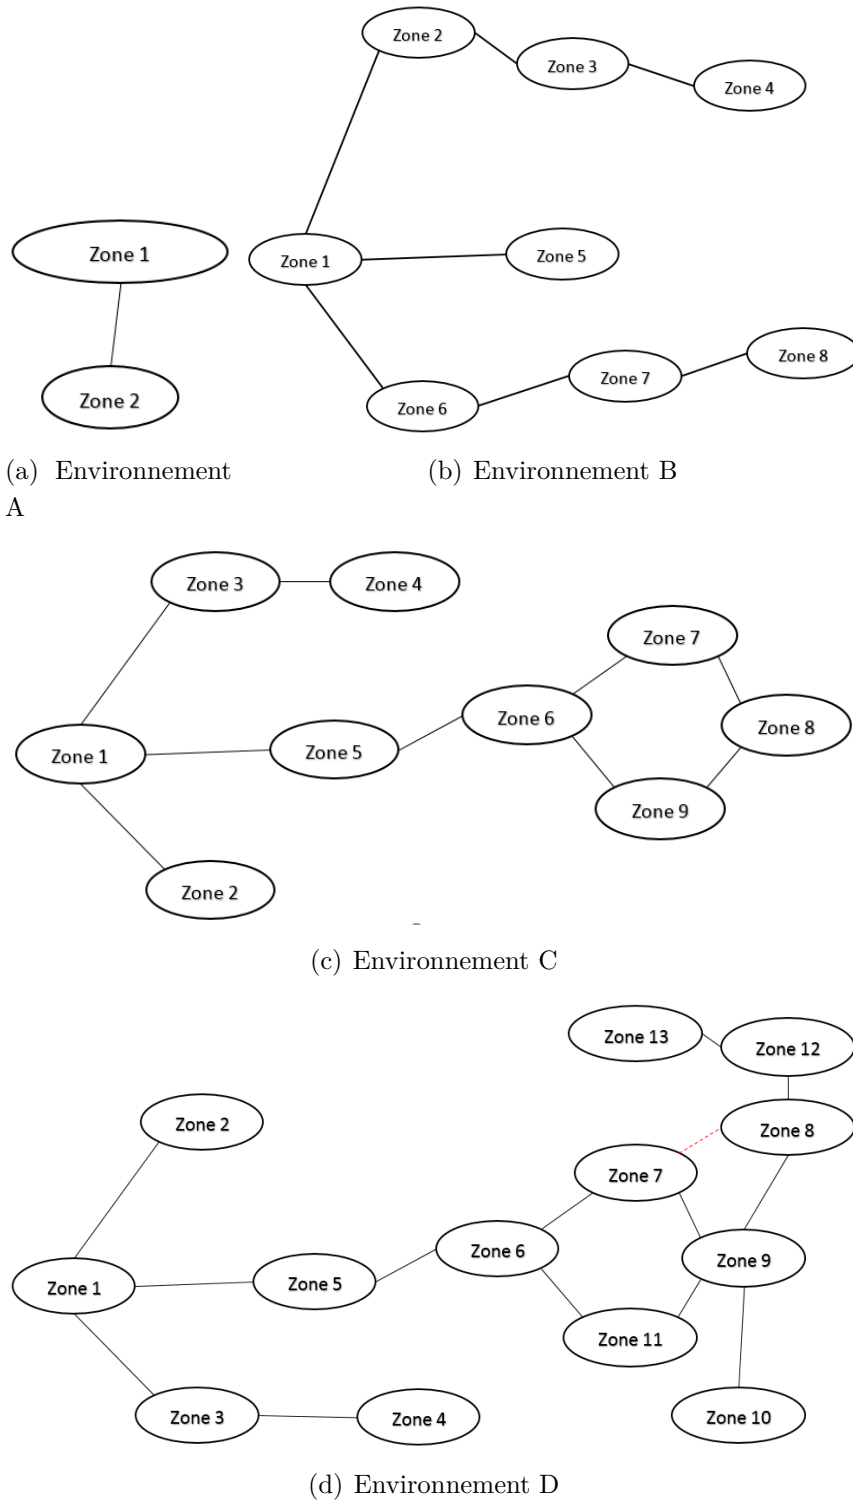 Zone 2
Zone 3
Zone 4
Zone 1
Zone 1
Zone 5
Zone 2
Zone 6
Zone 7
Zone 8
(a) Environnement
A
(b) Environnement B
Zone 3
Zone 4
Zone 7
Zone 6
Zone 8
Zone 1
Zone 5
Zone 9
Zone 2
(c) Environnement C
Zone 13
Zone 12
Zone 2
Zone 8
Zone 7
Zone 6
Zone 9
Zone 1
Zone 5
Zone 11
Zone 3
Zone 4
Zone 10
(d) Environnement D